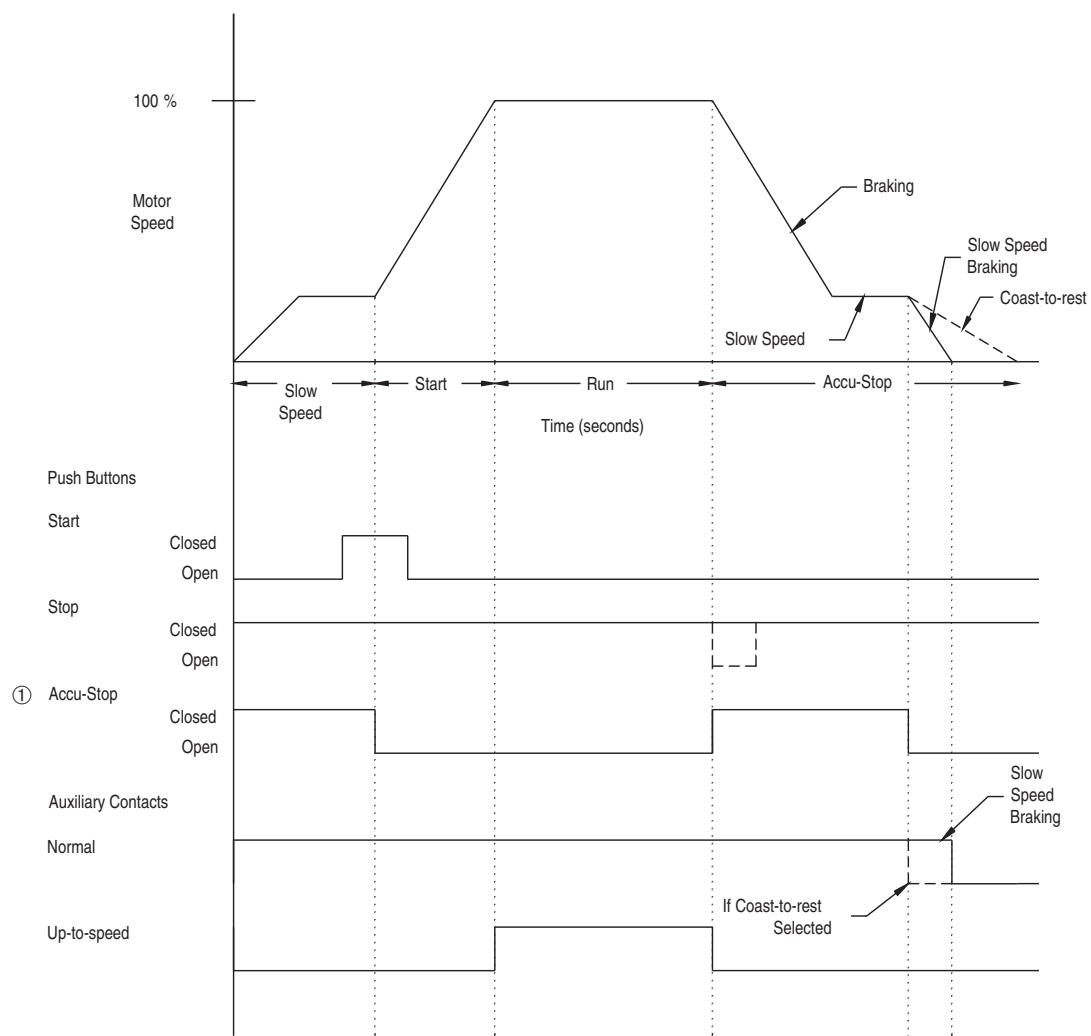 100 %
Motor
Speed
Braking
Slow Speed
Braking
Coast-to-rest
Slow Speed
Slow
Speed
Start
Run
Accu-Stop
Time (seconds)
Push Buttons
Start
Closed
Open
Stop
Closed
Open
① Accu-Stop
Closed
Open
Auxiliary Contacts
Slow
Speed
Braking
Normal
If Coast-to-rest
Selected
Up-to-speed